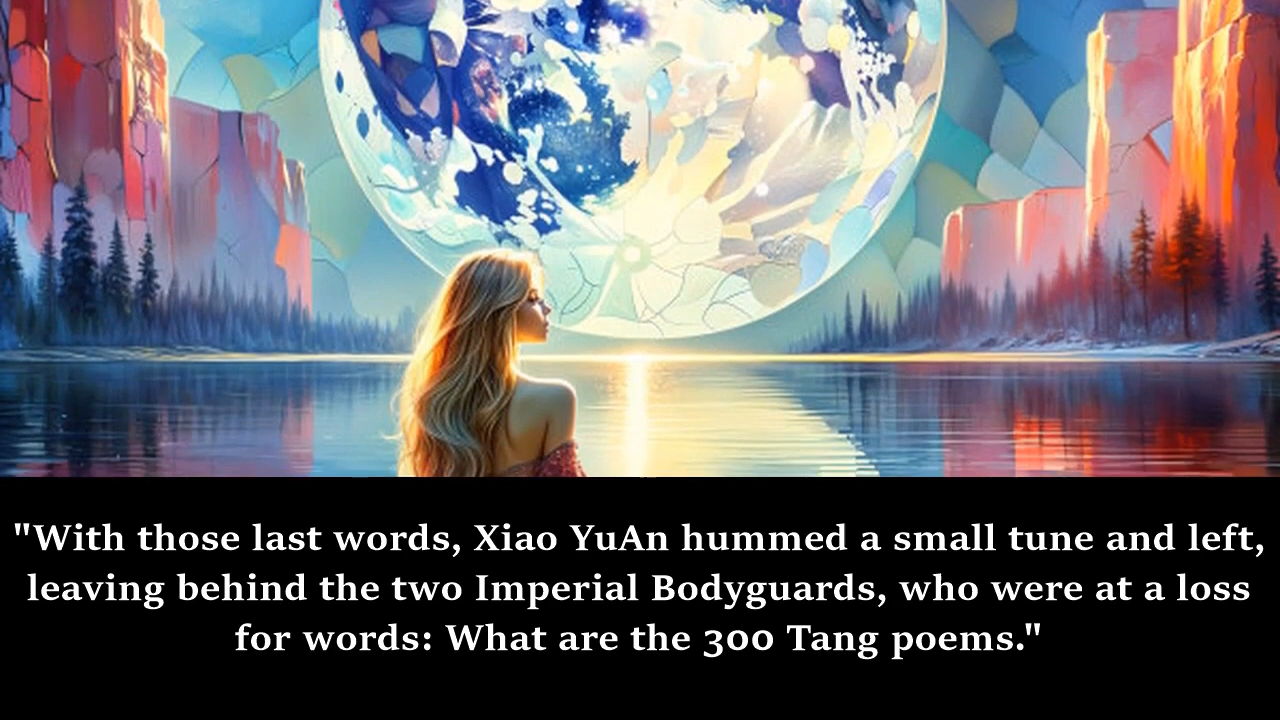 "With those last words, Xiao YuAn hummed a small tune and left,
leaving behind the two Imperial Bodyguards, who were at a loss
for words: What are the 300 Tang poems."